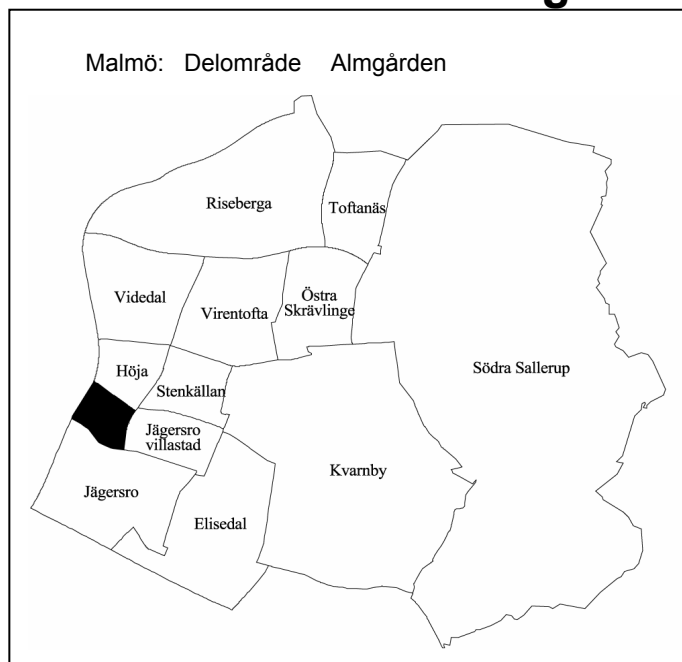 Malmö: Delområde Almgården
Riseberga
Toftanäs
Videdal
Virentofta
Östra
Skrävlinge
Höja
Stenkällan
Södra Sallerup
Jägersro
villastad
Kvarnby
Jägersro
Elisedal